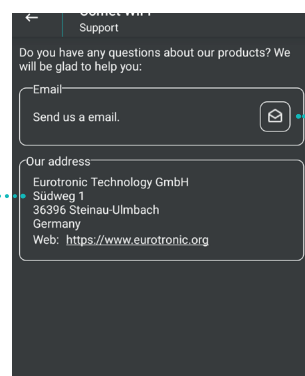 Support
Do you have any questions about our products? We
will be glad to help you:
Email
Send us a email.
Our address
Eurotronic Technology GmbH
Südweg 1
36396 Steinau-Ulmbach
Germany
Web: https://www.eurotronic.org